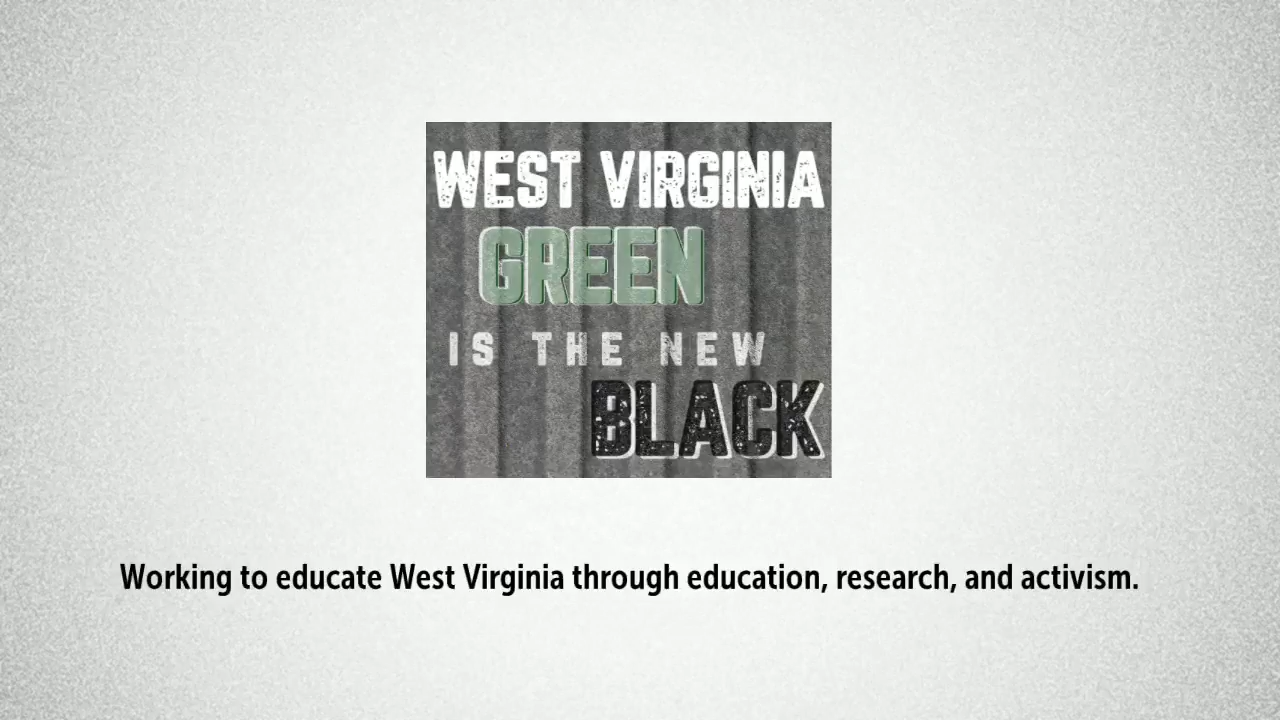 WEST VIRGINIA
GREEN
IS THE NEW
BLACK
Working to educate West Virginia through education, research, and activism.